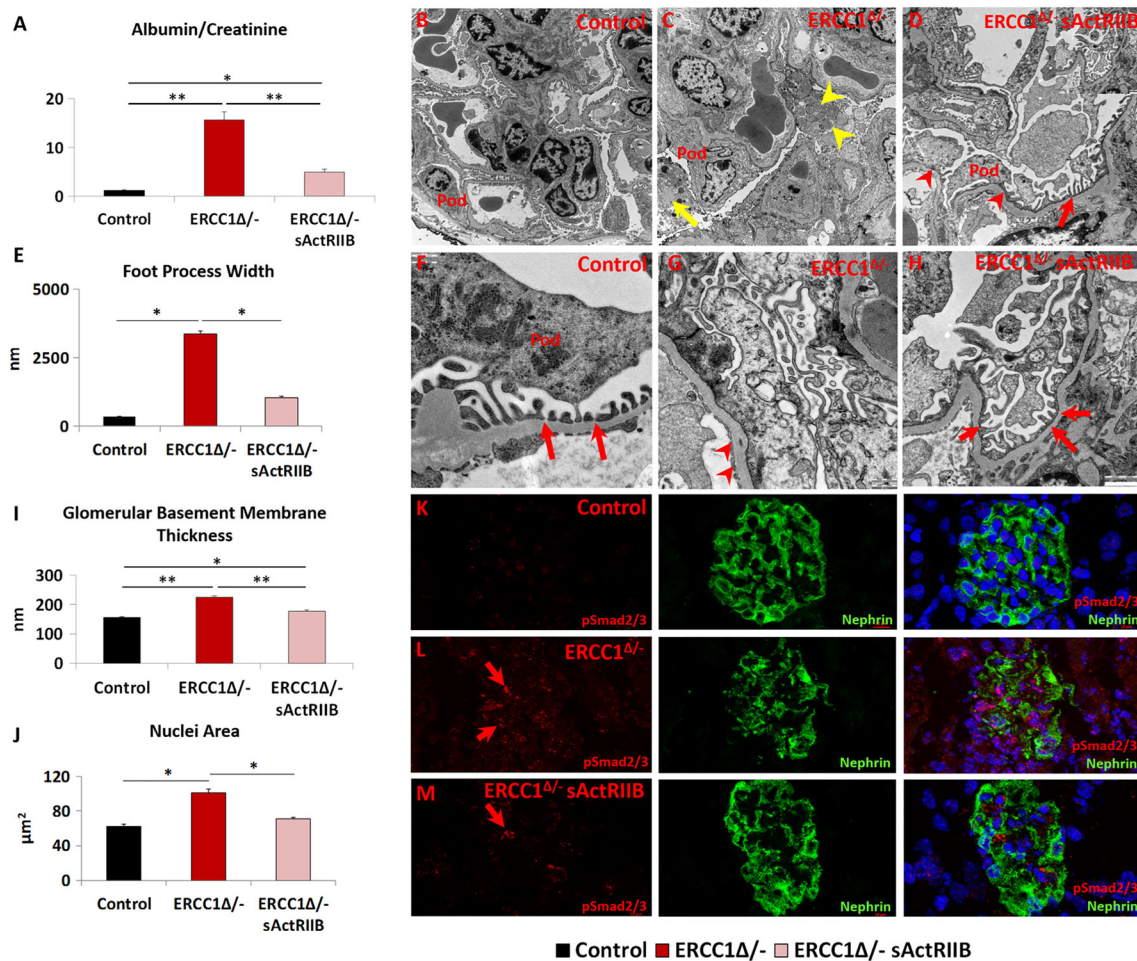 A
Albumin/Creatinine
*
** **
20
10
0
Control ERCC1Δ/- ERCC1Δ/-
sActRIIB
B Control
Pod
C ERCC1Δ/-
Pod
D ERCC1Δ/- sActRIIB
Pod
E
Foot Process Width
* *
5000
2500
0
nm
Control ERCC1Δ/- ERCC1Δ/-
-sActRIIB
F Control
Pod
G ERCC1Δ/-
H ERCC1Δ/- sActRIIB
I
Glomerular Basement Membrane
Thickness
*
** **
300
200
100
0
nm
Control ERCC1Δ/- ERCC1Δ/-
sActRIIB
J
Nuclei Area
* *
120
80
40
0
µm²
Control ERCC1Δ/- ERCC1Δ/-
sActRIIB
K Control
pSmad2/3 Nephrin pSmad2/3
Nephrin
L ERCC1Δ/-
pSmad2/3 Nephrin pSmad2/3
Nephrin
M ERCC1Δ/- sActRIIB
pSmad2/3 Nephrin pSmad2/3
Nephrin
Control ERCC1Δ/- ERCC1Δ/- sActRIIB